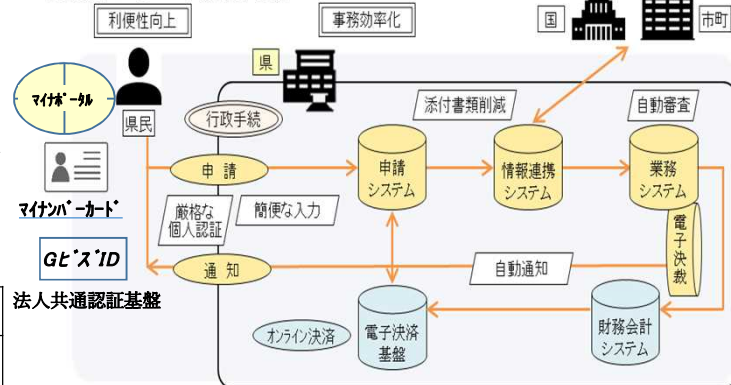 利便性向上
事務効率化
国
市町
県
マイナポータル
県民
行政手続
添付書類削減
自動審査
申請
申請
システム
情報連携
システム
業務
システム
マイナンバーカード
厳格な
個人認証
簡便な入力
電子決裁
GビズID
通知
自動通知
法人共通認証基盤
オンライン決済
電子決済
基盤
財務会計
システム